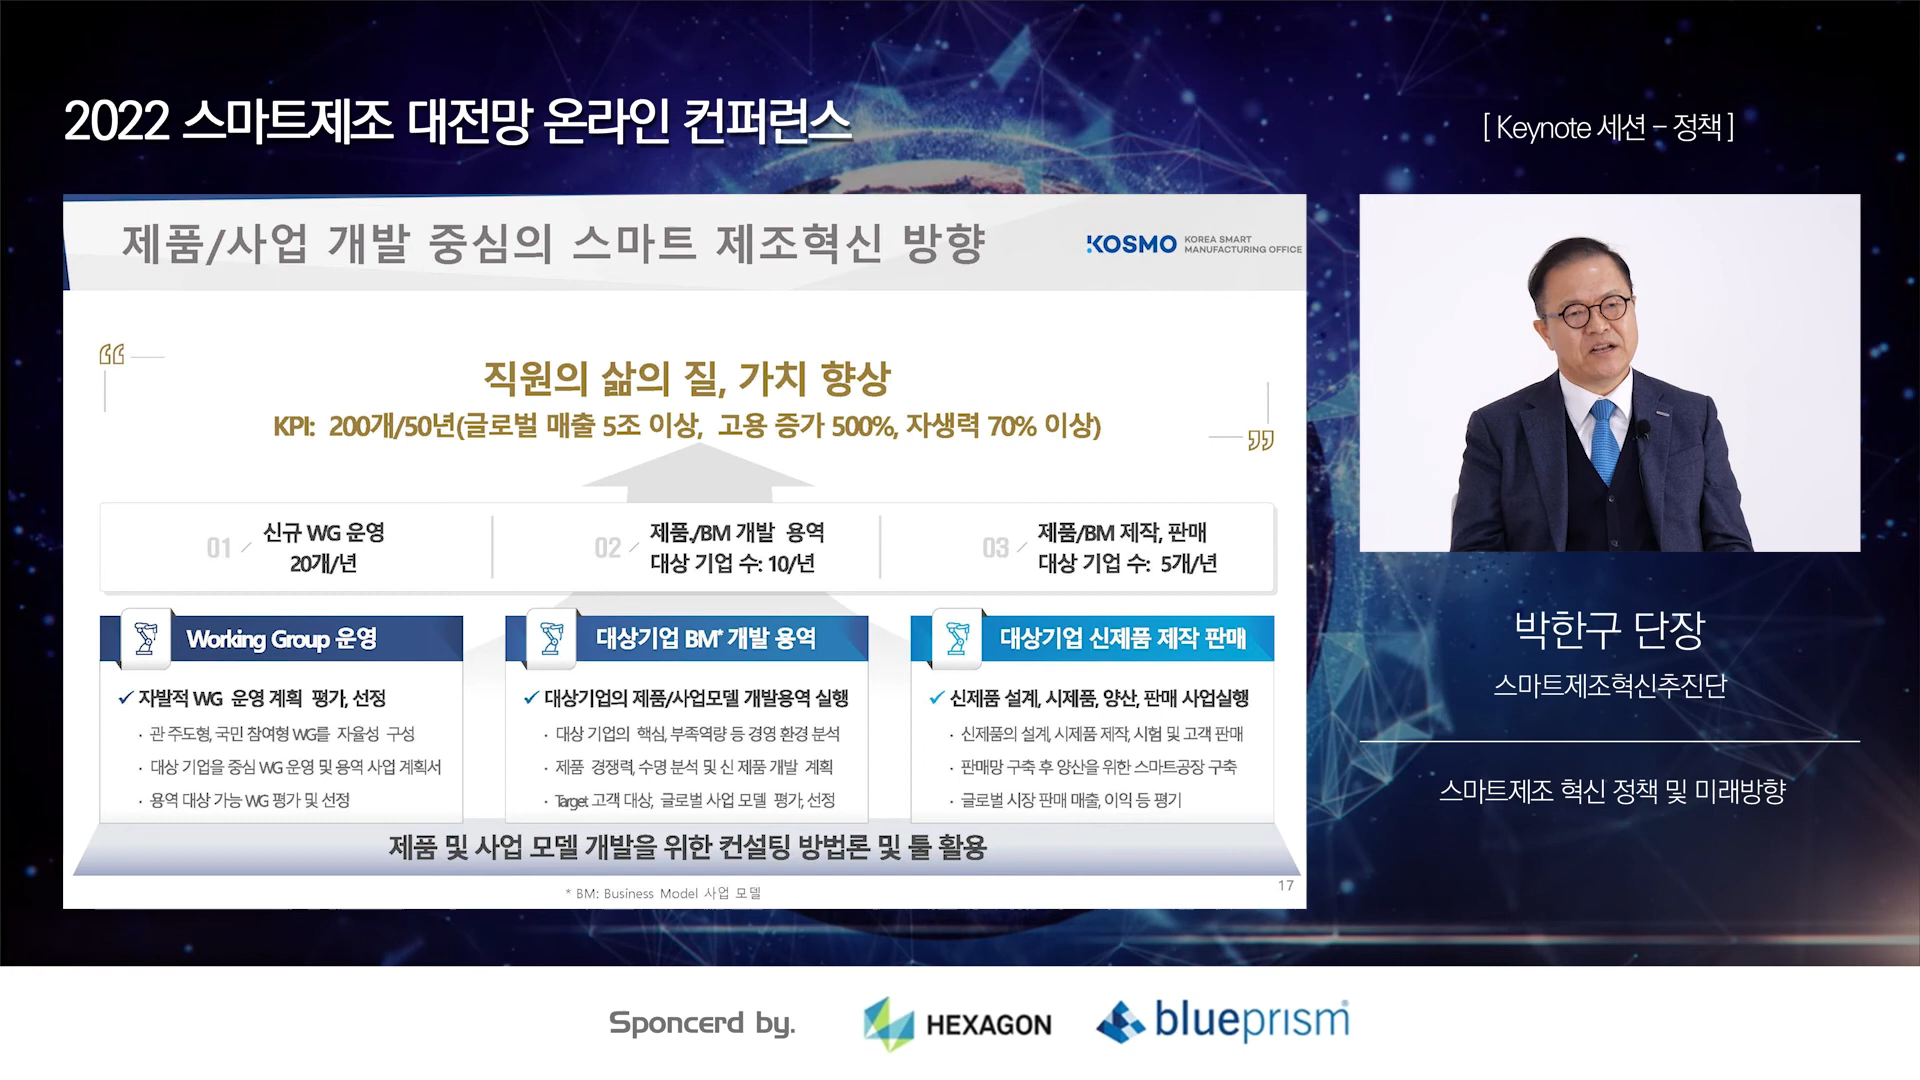 2022 스마트제조 대전망 온라인 컨퍼런스
[ Keynote 세션 – 정책 ]
제품/사업 개발 중심의 스마트 제조혁신 방향
KOSMO KOREA SMART MANUFACTURING OFFICE
직원의 삶의 질, 가치 향상
KPI: 200개/50년(글로벌 매출 5조 이상, 고용 증가 500%, 자생력 70% 이상)
01 신규 WG 운영
20개/년
02 제품./BM 개발 용역
대상 기업 수: 10/년
03 제품/BM 제작, 판매
대상 기업 수: 5개/년
Working Group 운영
✓ 자발적 WG 운영 계획 평가, 선정
· 관 주도형, 국민 참여형 WG를 자율성 구성
· 대상 기업을 중심 WG 운영 및 용역 사업 계획서
· 용역 대상 가능 WG 평가 및 선정
대상기업 BM* 개발 용역
✓ 대상기업의 제품/사업모델 개발용역 실행
· 대상 기업의 핵심, 부족역량 등 경영 환경 분석
· 제품 경쟁력, 수명 분석 및 신 제품 개발 계획
· Target 고객 대상, 글로벌 사업 모델 평가, 선정
대상기업 신제품 제작 판매
✓ 신제품 설계, 시제품, 양산, 판매 사업실행
· 신제품의 설계, 시제품 제작, 시험 및 고객 판매
· 판매망 구축 후 양산을 위한 스마트공장 구축
· 글로벌 시장 판매 매출, 이익 등 평가
제품 및 사업 모델 개발을 위한 컨설팅 방법론 및 툴 활용
* BM: Business Model 사업 모델
17
박한구 단장
스마트제조혁신추진단
스마트제조 혁신 정책 및 미래방향
Sponcerd by.
HEXAGON
blueprism®